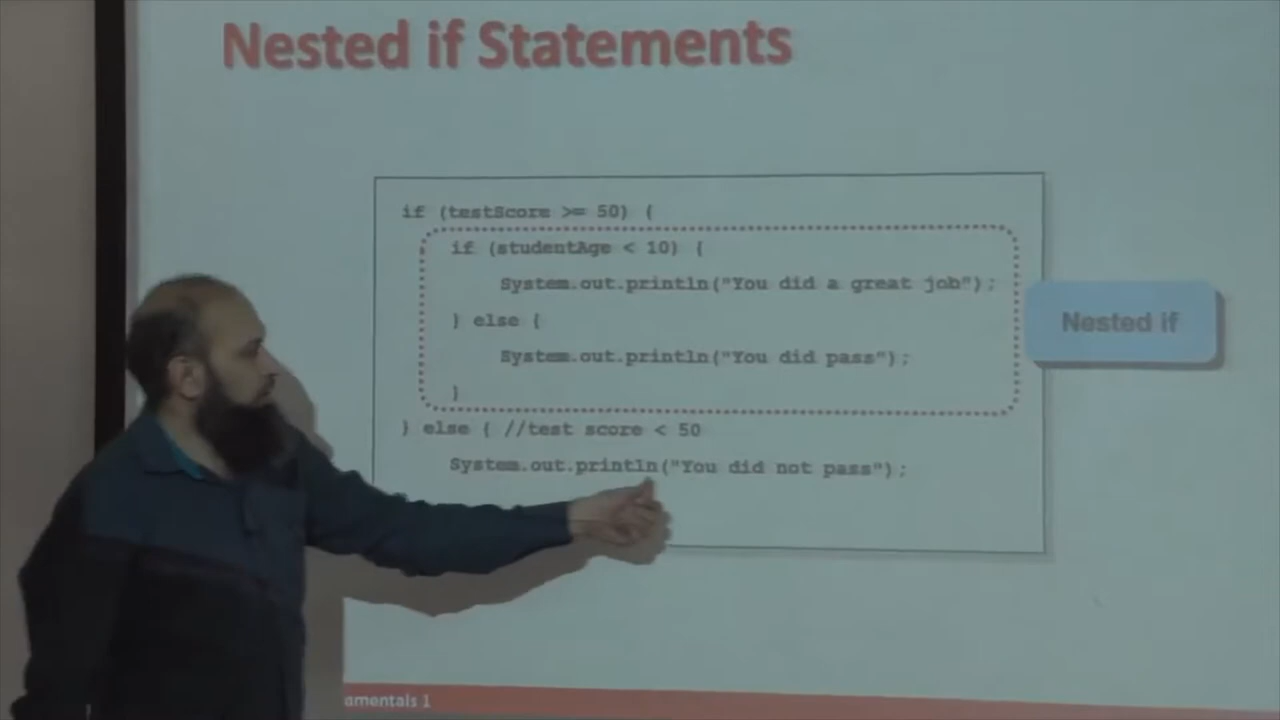 Nested if Statements
if (testScore >= 50) {
if (studentAge < 10) {
System.out.println("You did a great job");
} else {
System.out.println("You did pass");
}
} else { //test score < 50
System.out.println("You did not pass");
Nested if
amentals 1